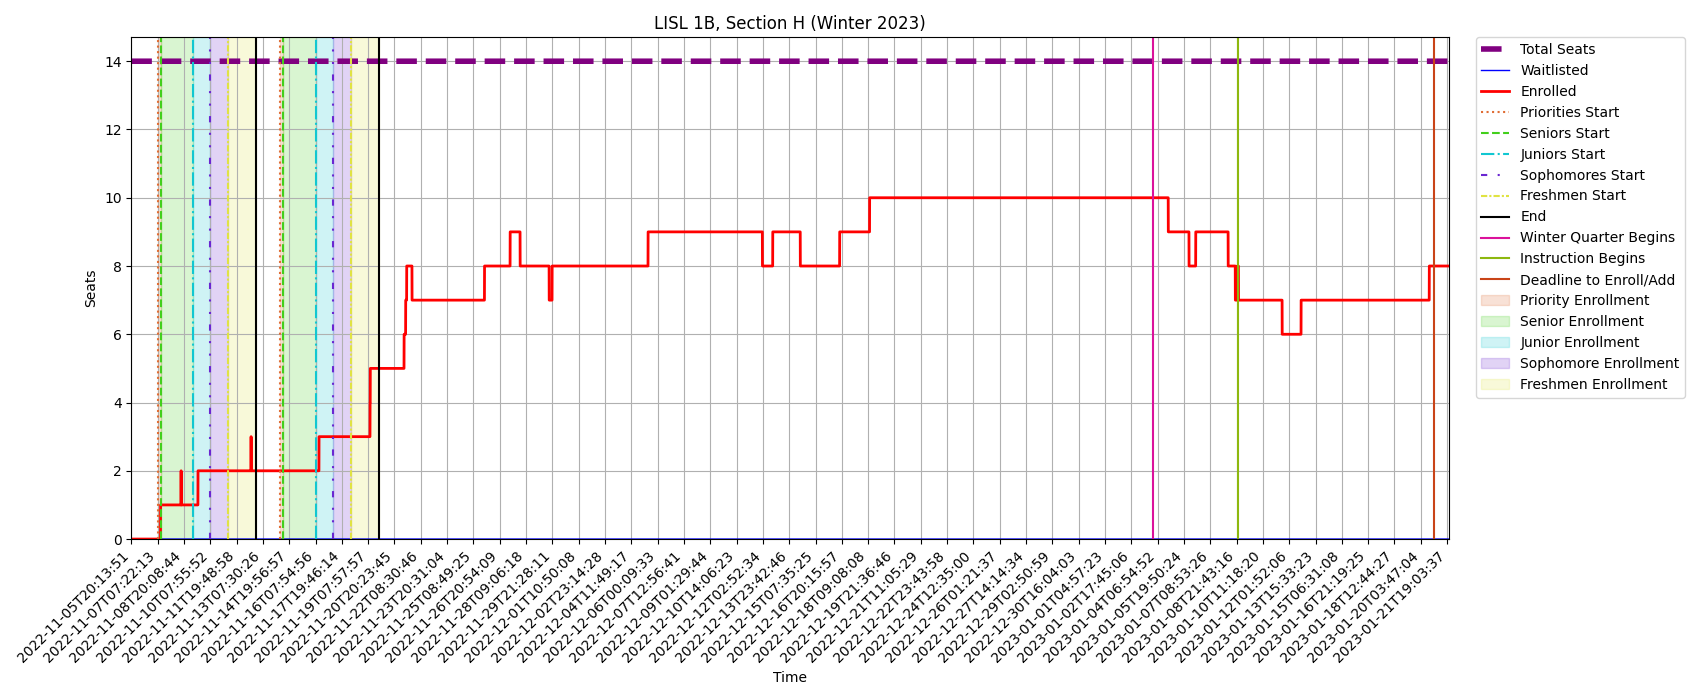 LISL 1B, Section H (Winter 2023)
Seats
14
12
10
8
6
4
2
0
2022-11-05T20:13:51
2022-11-07T07:22:13
2022-11-08T20:08:44
2022-11-10T07:55:52
2022-11-11T19:48:58
2022-11-13T07:30:26
2022-11-14T19:56:57
2022-11-16T07:54:56
2022-11-17T19:46:14
2022-11-19T07:57:57
2022-11-20T20:23:45
2022-11-22T08:30:46
2022-11-23T20:31:04
2022-11-25T08:49:25
2022-11-26T20:54:09
2022-11-28T09:06:18
2022-11-29T21:28:11
2022-12-01T10:50:08
2022-12-02T23:14:28
2022-12-04T11:49:17
2022-12-06T00:09:33
2022-12-07T12:56:41
2022-12-09T01:29:44
2022-12-10T14:06:23
2022-12-12T02:52:34
2022-12-13T23:42:46
2022-12-15T07:35:25
2022-12-16T20:15:57
2022-12-18T09:08:08
2022-12-19T21:36:46
2022-12-21T11:05:29
2022-12-22T23:43:58
2022-12-24T12:35:00
2022-12-26T01:21:37
2022-12-27T14:14:34
2022-12-29T02:50:59
2022-12-30T16:04:03
2023-01-01T04:57:23
2023-01-02T17:45:06
2023-01-04T06:54:52
2023-01-05T19:50:24
2023-01-07T08:53:26
2023-01-08T21:43:16
2023-01-10T11:18:20
2023-01-12T01:52:06
2023-01-13T15:33:23
2023-01-15T06:31:08
2023-01-16T21:19:25
2023-01-18T12:44:27
2023-01-20T03:47:04
2023-01-21T19:03:37
Time
Total Seats
Waitlisted
Enrolled
Priorities Start
Seniors Start
Juniors Start
Sophomores Start
Freshmen Start
End
Winter Quarter Begins
Instruction Begins
Deadline to Enroll/Add
Priority Enrollment
Senior Enrollment
Junior Enrollment
Sophomore Enrollment
Freshmen Enrollment